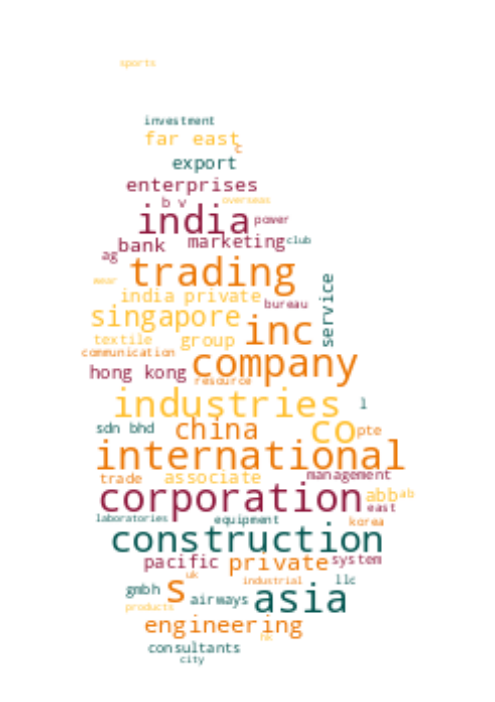 sports
investment
far east
c
export
enterprises
b v overseas
india power
bank marketing club
ag
trading
wear
india private
service
bureau
singapore inc
textile group
communication company
hong kong resource
industries l
sdn bhd china co pte
international
trade associate management
corporation abb ab
east
laboratories equipment korea
construction
pacific private system
uk industrial llc
gmbh s airways asia
products
engineering
hk
consultants
city